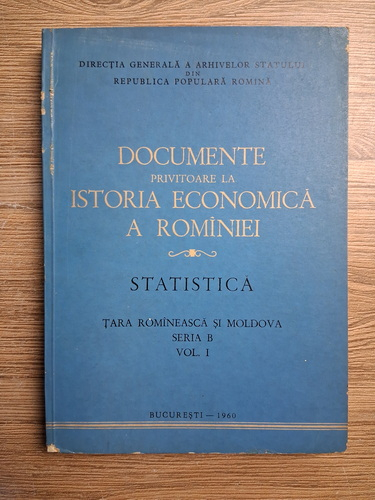 DIRECȚIA GENERALĂ A ARHIVELOR STATULUI
DIN
REPUBLICA POPULARĂ ROMÎNĂ
DOCUMENTE
PRIVITOARE LA
ISTORIA ECONOMICĂ
A ROMÎNIEI
STATISTICĂ
ȚARA ROMÎNEASCĂ ȘI MOLDOVA
SERIA B
VOL. I
BUCUREȘTI — 1960